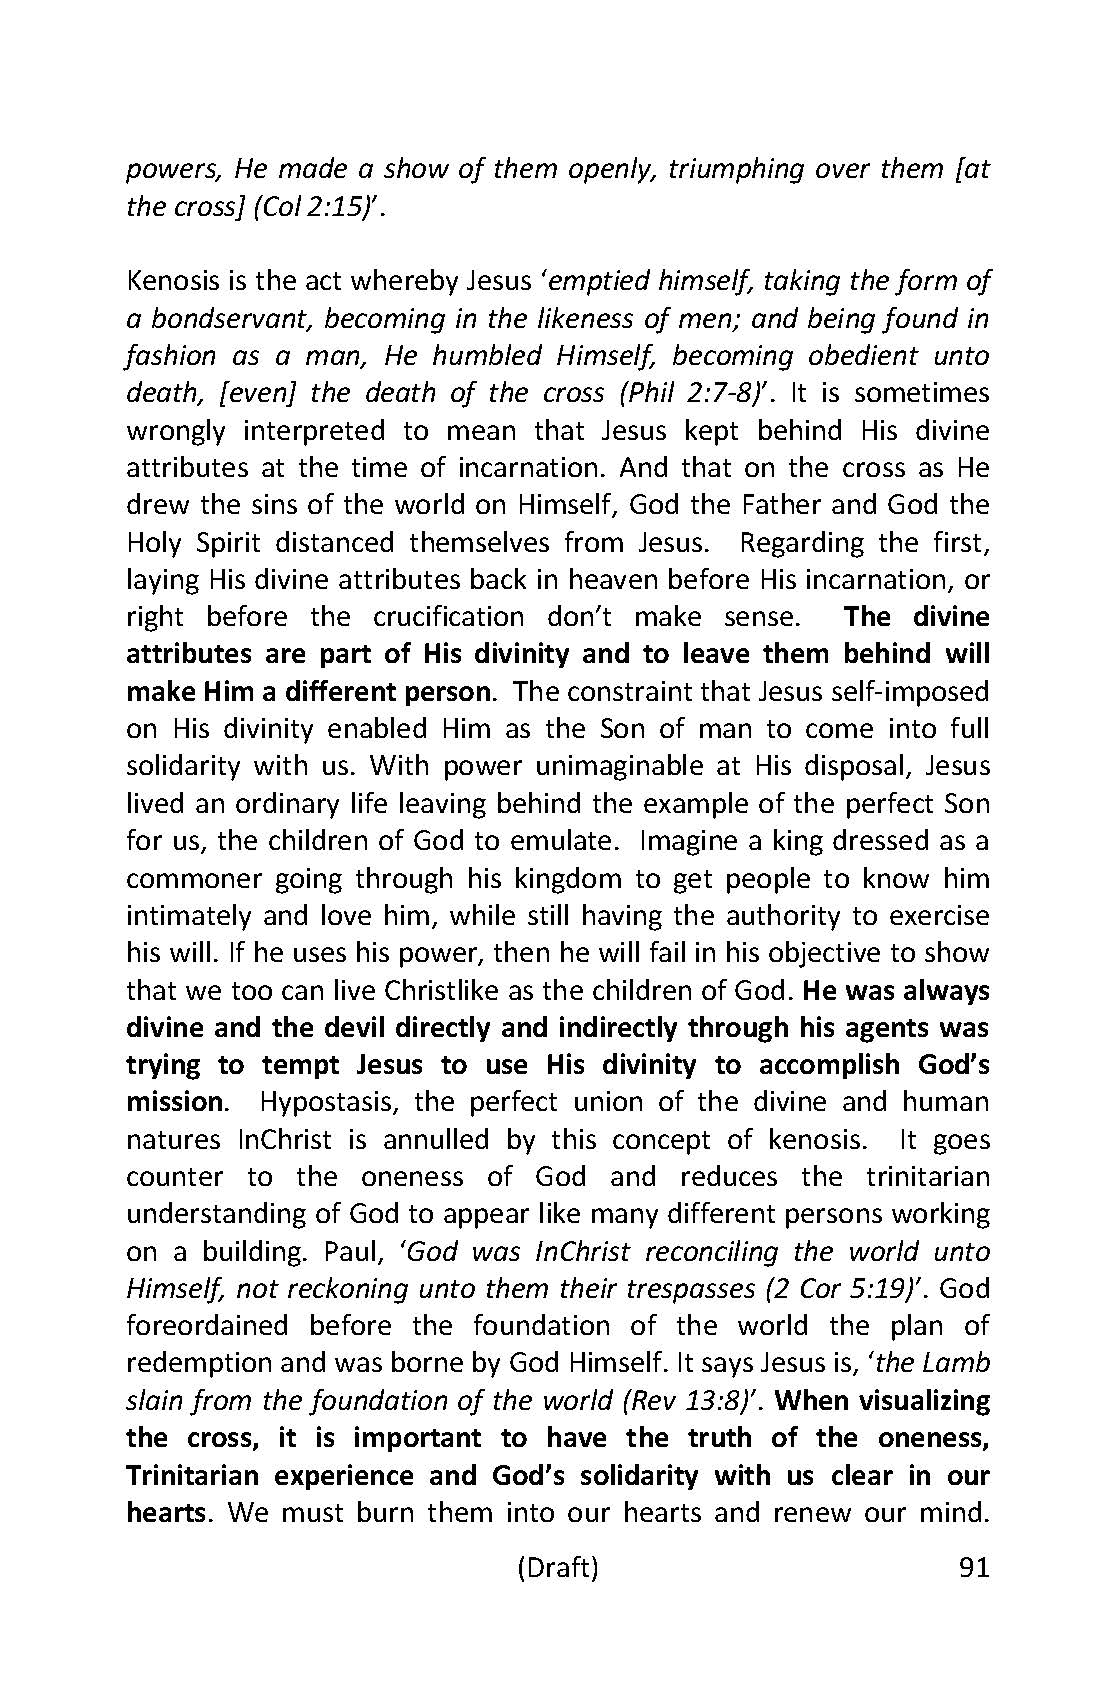 powers, He made a show of them openly, triumphing over them [at
the cross] (Col 2:15)’.
Kenosis is the act whereby Jesus ‘emptied himself, taking the form of
a bondservant, becoming in the likeness of men; and being found in
fashion as a man, He humbled Himself, becoming obedient unto
death, [even] the death of the cross (Phil 2:7-8)’. It is sometimes
wrongly interpreted to mean that Jesus kept behind His divine
attributes at the time of incarnation. And that on the cross as He
drew the sins of the world on Himself, God the Father and God the
Holy Spirit distanced themselves from Jesus. Regarding the first,
laying His divine attributes back in heaven before His incarnation, or
right before the crucification don’t make sense. The divine
attributes are part of His divinity and to leave them behind will
make Him a different person. The constraint that Jesus self-imposed
on His divinity enabled Him as the Son of man to come into full
solidarity with us. With power unimaginable at His disposal, Jesus
lived an ordinary life leaving behind the example of the perfect Son
for us, the children of God to emulate. Imagine a king dressed as a
commoner going through his kingdom to get people to know him
intimately and love him, while still having the authority to exercise
his will. If he uses his power, then he will fail in his objective to show
that we too can live Christlike as the children of God. He was always
divine and the devil directly and indirectly through his agents was
trying to tempt Jesus to use His divinity to accomplish God’s
mission. Hypostasis, the perfect union of the divine and human
natures InChrist is annulled by this concept of kenosis. It goes
counter to the oneness of God and reduces the trinitarian
understanding of God to appear like many different persons working
on a building. Paul, ‘God was InChrist reconciling the world unto
Himself, not reckoning unto them their trespasses (2 Cor 5:19)’. God
foreordained before the foundation of the world the plan of
redemption and was borne by God Himself. It says Jesus is, ‘the Lamb
slain from the foundation of the world (Rev 13:8)’. When visualizing
the cross, it is important to have the truth of the oneness,
Trinitarian experience and God’s solidarity with us clear in our
hearts. We must burn them into our hearts and renew our mind.
(Draft) 91